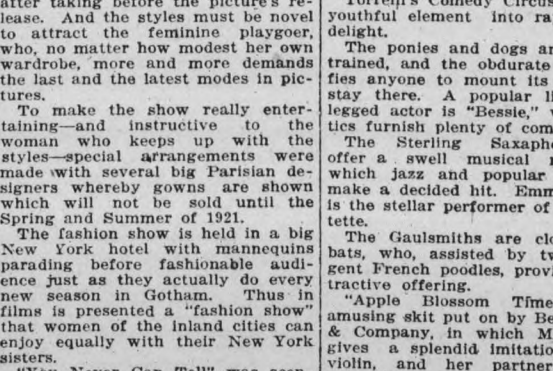 after taking before the picture's re-
lease. And the styles must be novel
to attract the feminine playgoer,
who, no matter how modest her own
wardrobe, more and more demands
the last and the latest modes in pic-
tures.
To make the show really enter-
taining—and instructive to the
woman who keeps up with the
styles—special arrangements were
made with several big Parisian de-
signers whereby gowns are shown
which will not be sold until the
Spring and Summer of 1921.
The fashion show is held in a big
New York hotel with mannequins
parading before fashionable audi-
ence just as they actually do every
new season in Gotham. Thus in
films is presented a "fashion show"
that women of the inland cities can
enjoy equally with their New York
sisters.
"You Never Can Tell" was
Comedy Circus
youthful element into
delight.
The ponies and dogs
trained, and the obdurate
fies anyone to mount its
stay there. A popular
legged actor is "Bessie,"
tics furnish plenty of
The Sterling
offer a swell musical
which jazz and popular
make a decided hit.
is the stellar performer of
tette.
The Gaulsmiths are
bats, who, assisted by
gent French poodles,
tractive offering.
"Apple Blossom Time
amusing skit put on by
& Company, in which
gives a splendid
violin, and her